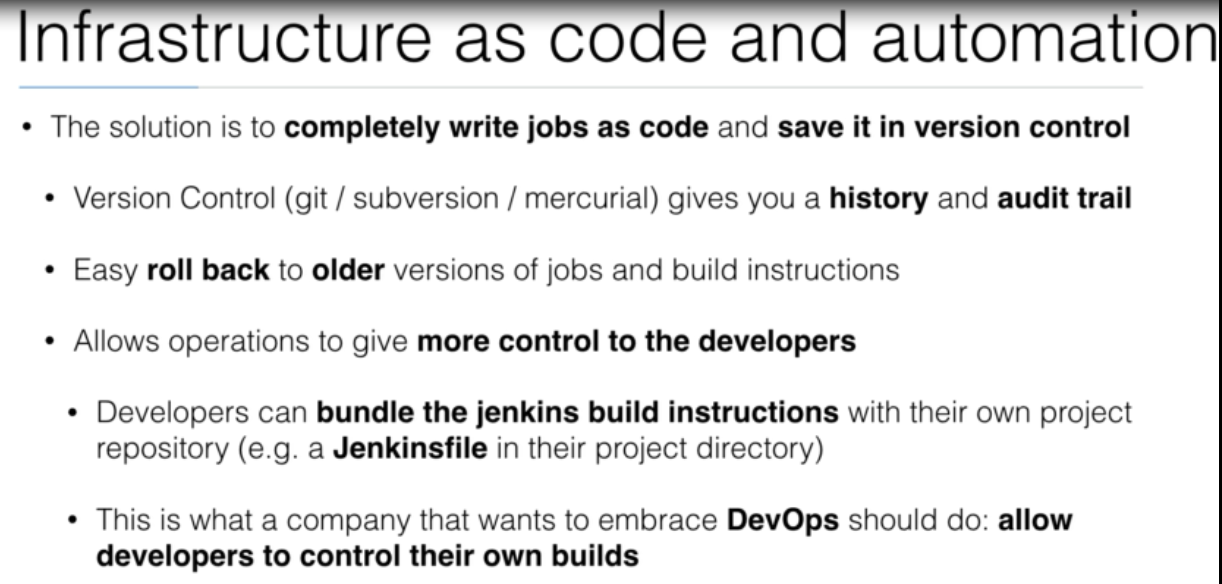 Infrastructure as code and automation
• The solution is to completely write jobs as code and save it in version control
• Version Control (git / subversion / mercurial) gives you a history and audit trail
• Easy roll back to older versions of jobs and build instructions
• Allows operations to give more control to the developers
• Developers can bundle the jenkins build instructions with their own project
repository (e.g. a Jenkinsfile in their project directory)
• This is what a company that wants to embrace DevOps should do: allow
developers to control their own builds